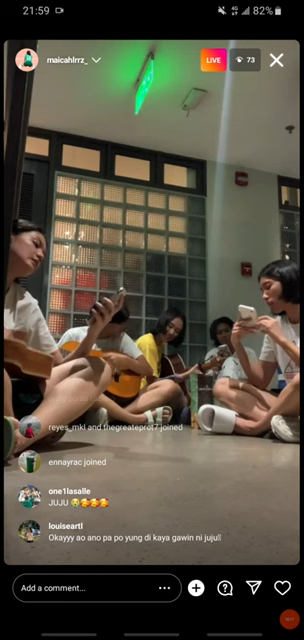 21:59
4G
82%
maicahlrrz_
LIVE
73
reyes_mkl and thegreateprot7 joined
ennayrac joined
one1lasalle
JUJU 😭🥰🥰🥰
louiseartl
Okayyy ao ano pa po yung di kaya gawin ni juju!!
Add a comment...